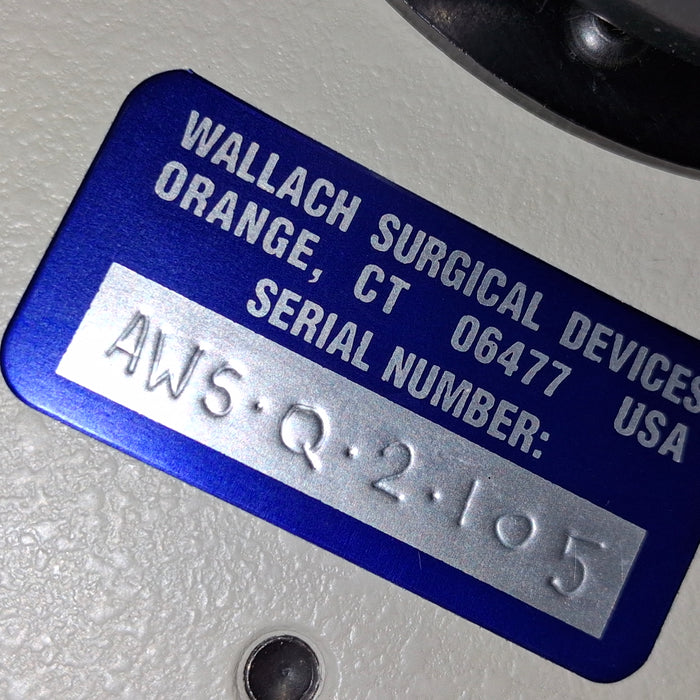 WALLACH SURGICAL DEVICES
ORANGE, CT 06477 USA
SERIAL NUMBER:
AWS·Q·2·105